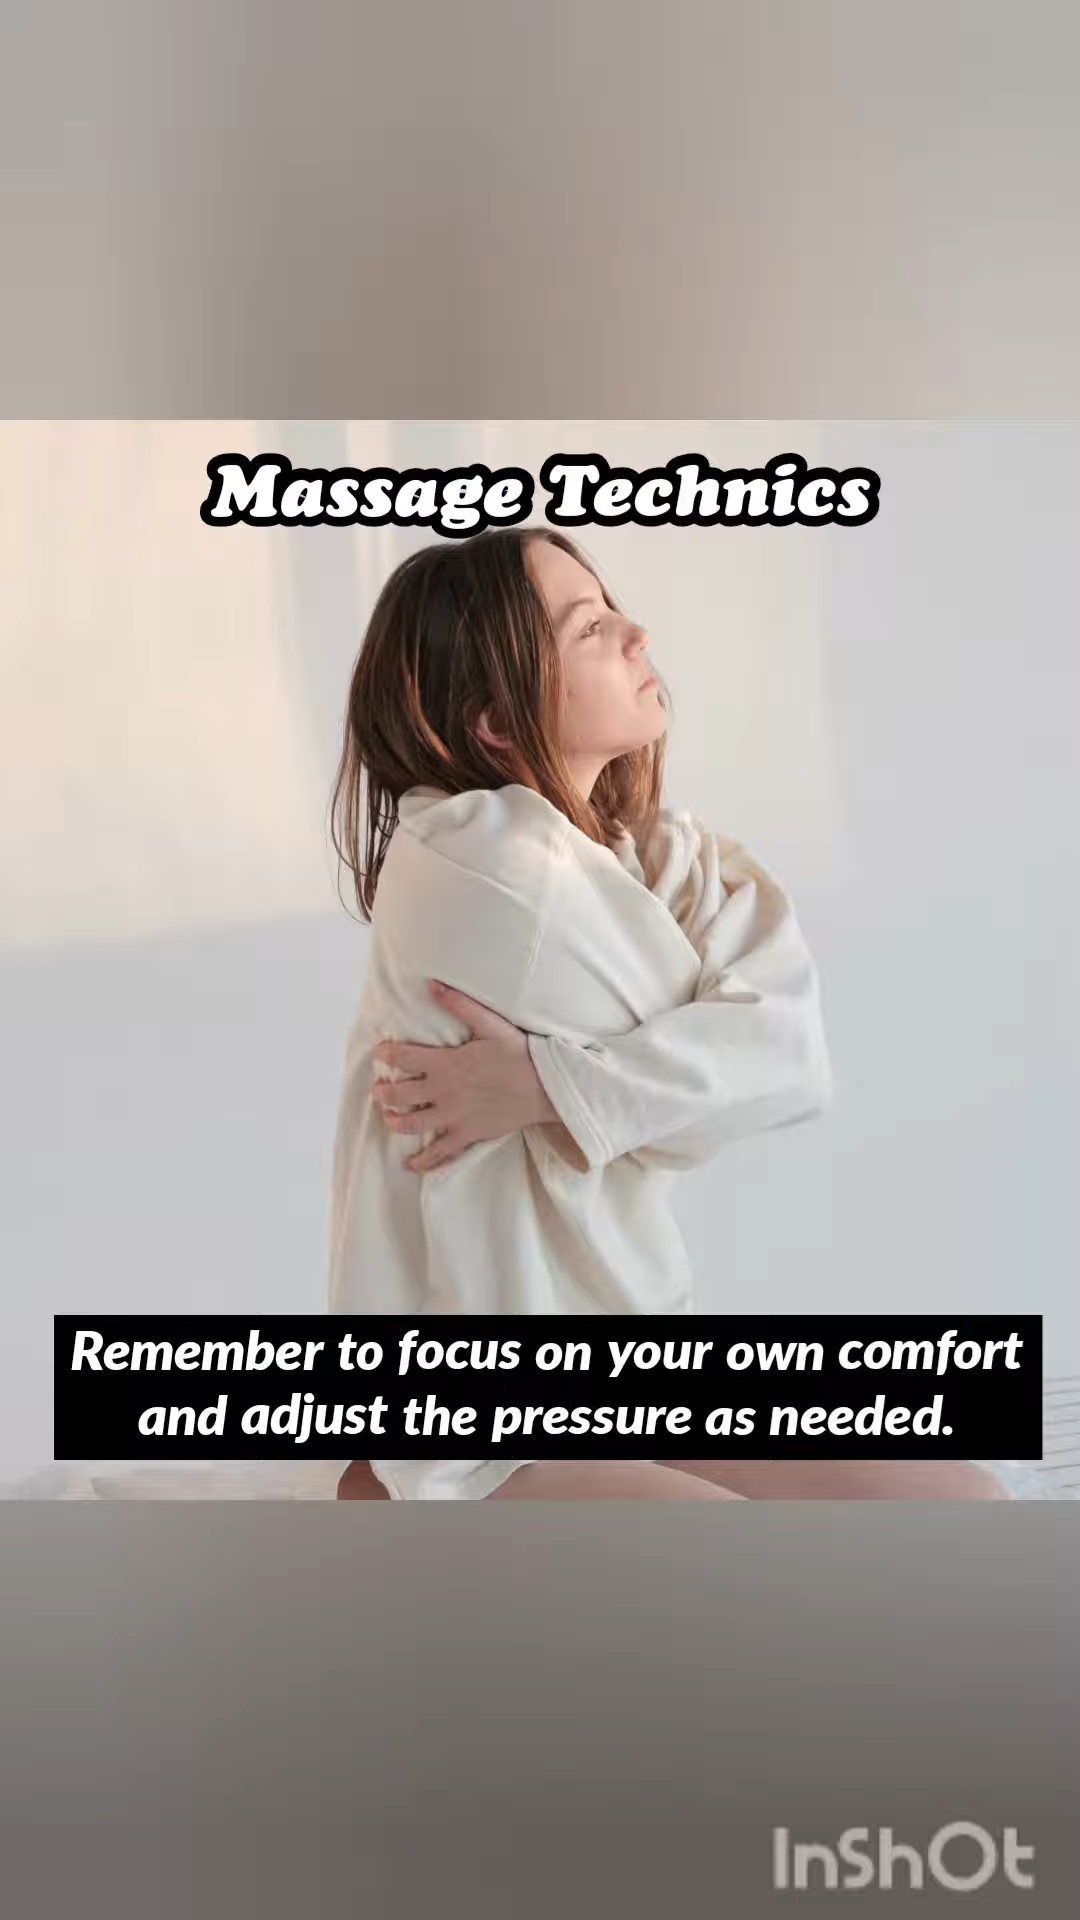 Massage Technics
Remember to focus on your own comfort
and adjust the pressure as needed.
InShOt